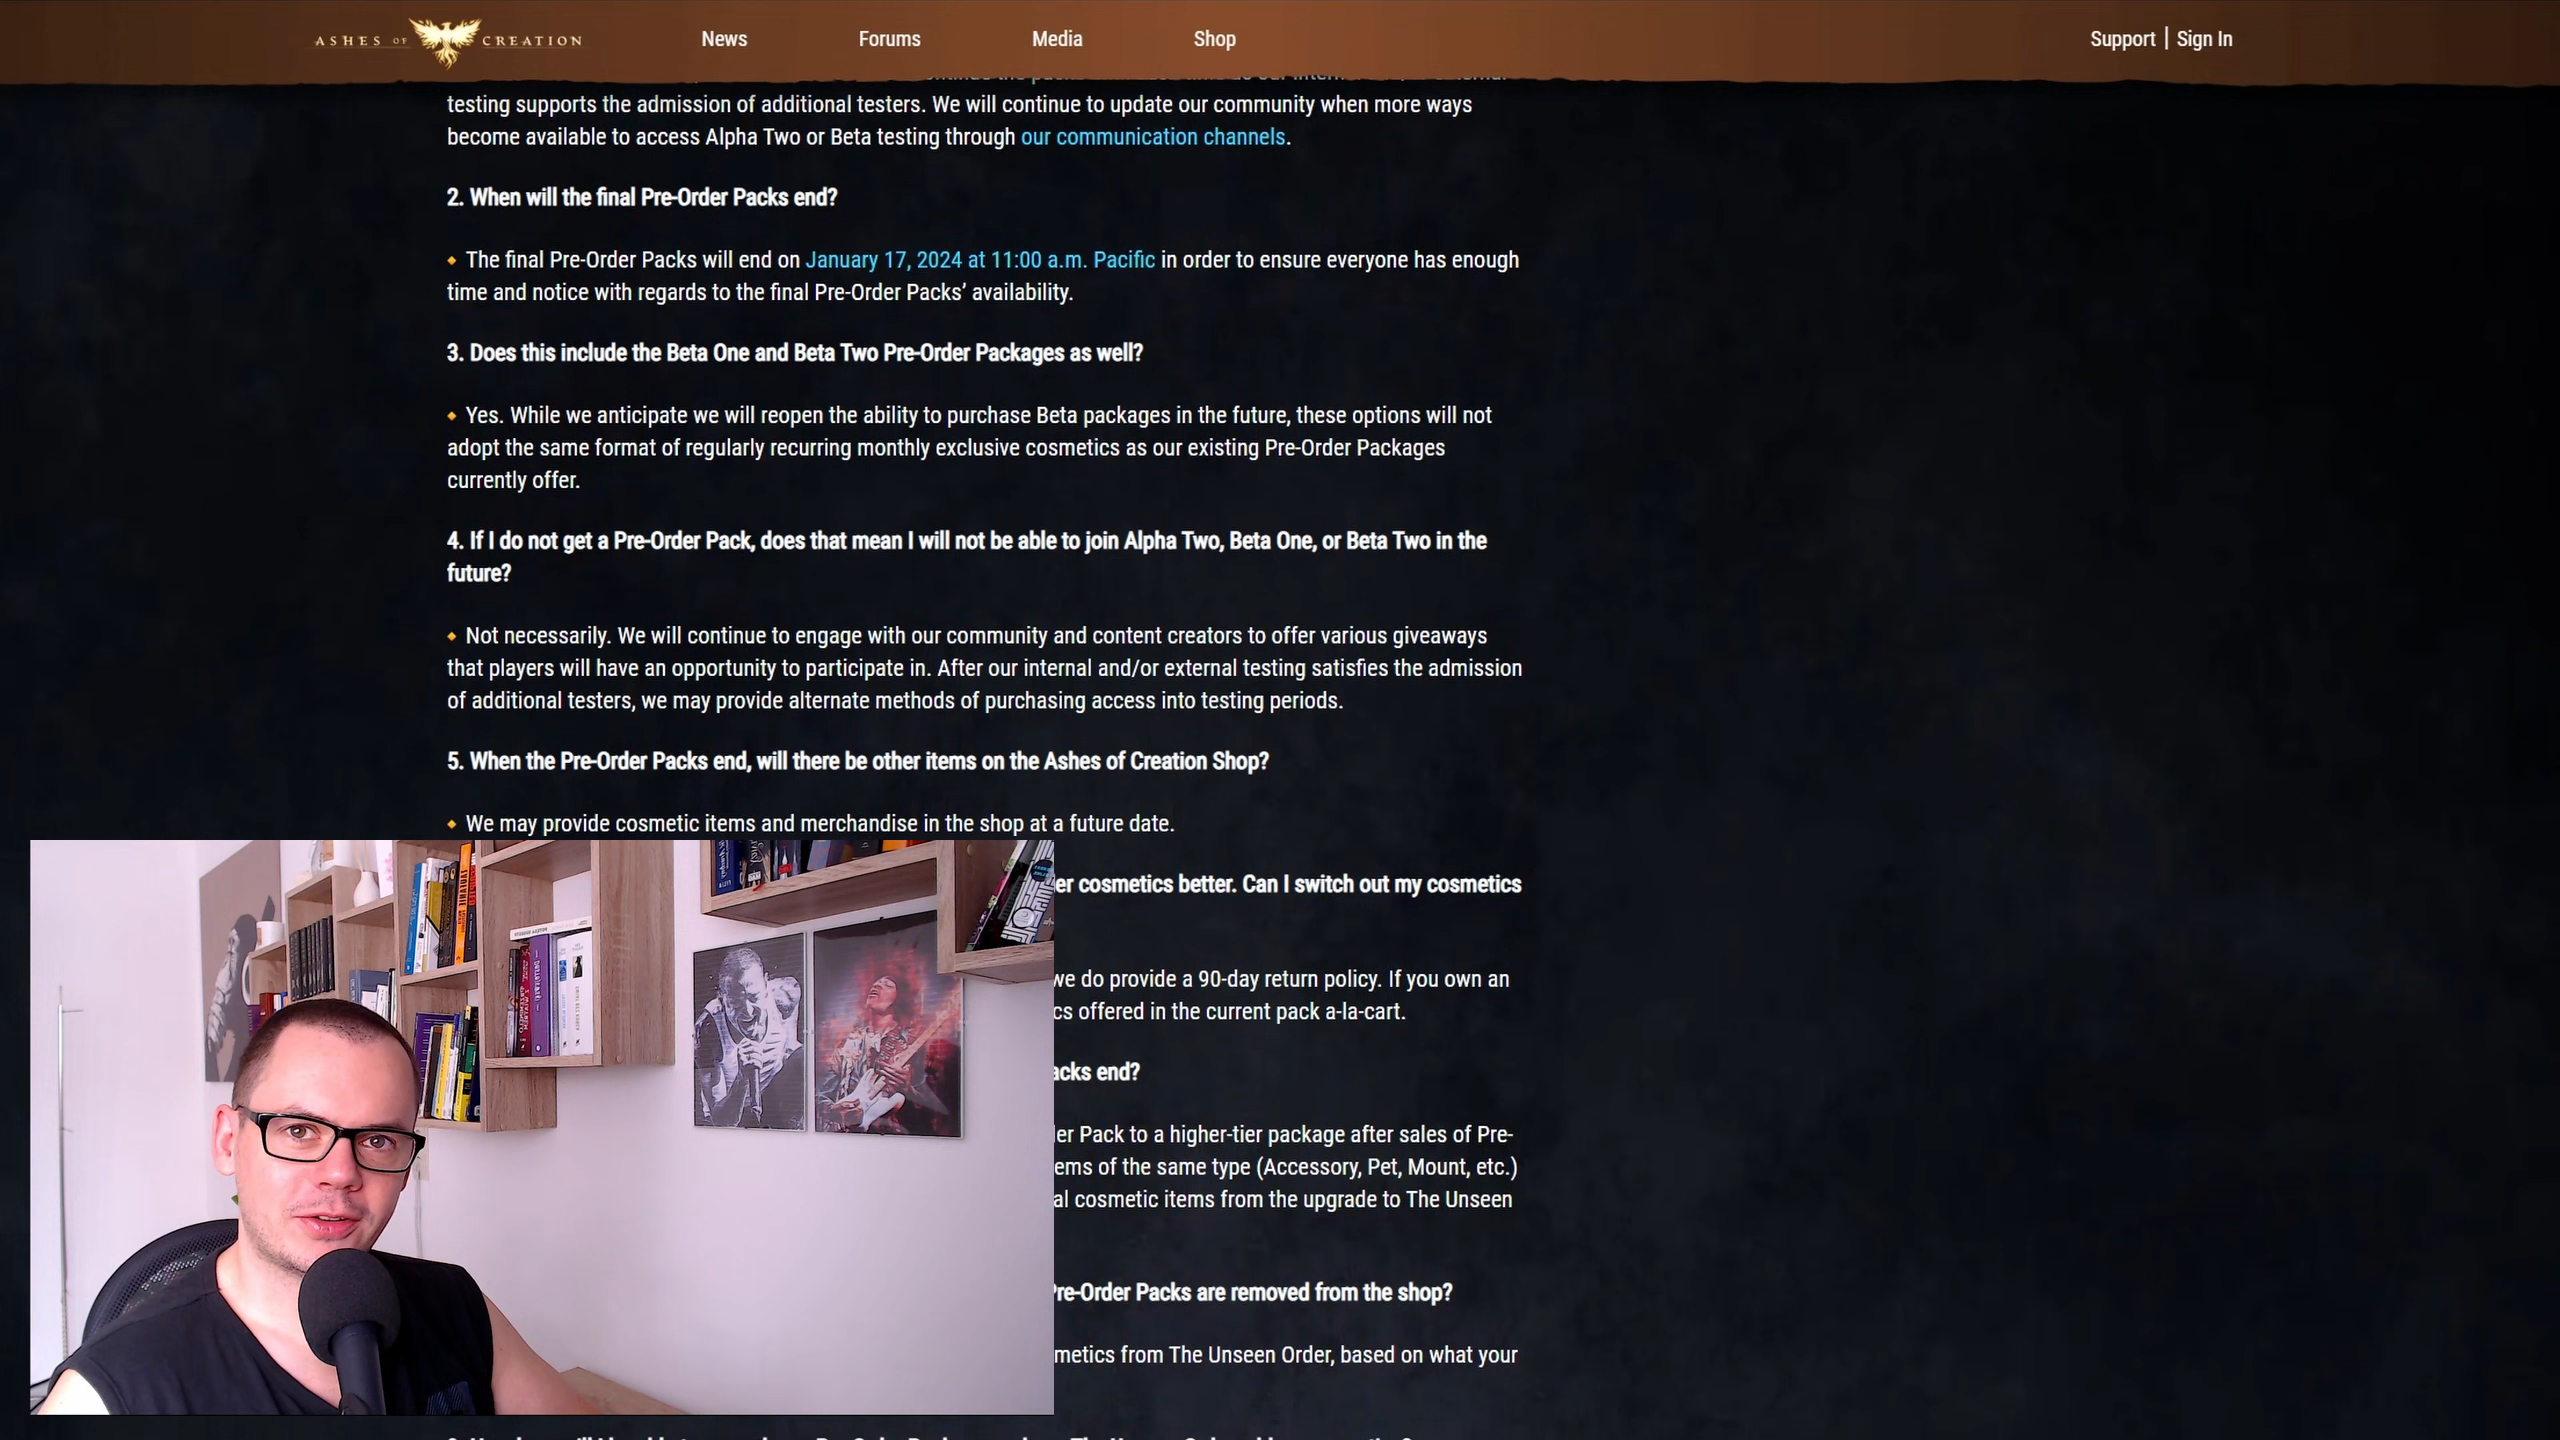 ASHES OF CREATION
News
Forums
Media
Shop
Support | Sign In
testing supports the admission of additional testers. We will continue to update our community when more ways
become available to access Alpha Two or Beta testing through our communication channels.
2. When will the final Pre-Order Packs end?
The final Pre-Order Packs will end on January 17, 2024 at 11:00 a.m. Pacific in order to ensure everyone has enough
time and notice with regards to the final Pre-Order Packs’ availability.
3. Does this include the Beta One and Beta Two Pre-Order Packages as well?
Yes. While we anticipate we will reopen the ability to purchase Beta packages in the future, these options will not
adopt the same format of regularly recurring monthly exclusive cosmetics as our existing Pre-Order Packages
currently offer.
4. If I do not get a Pre-Order Pack, does that mean I will not be able to join Alpha Two, Beta One, or Beta Two in the
future?
Not necessarily. We will continue to engage with our community and content creators to offer various giveaways
that players will have an opportunity to participate in. After our internal and/or external testing satisfies the admission
of additional testers, we may provide alternate methods of purchasing access into testing periods.
5. When the Pre-Order Packs end, will there be other items on the Ashes of Creation Shop?
We may provide cosmetic items and merchandise in the shop at a future date.
er cosmetics better. Can I switch out my cosmetics
we do provide a 90-day return policy. If you own an
cs offered in the current pack a-la-cart.
acks end?
er Pack to a higher-tier package after sales of Pre-
ems of the same type (Accessory, Pet, Mount, etc.)
al cosmetic items from the upgrade to The Unseen
Pre-Order Packs are removed from the shop?
metics from The Unseen Order, based on what your